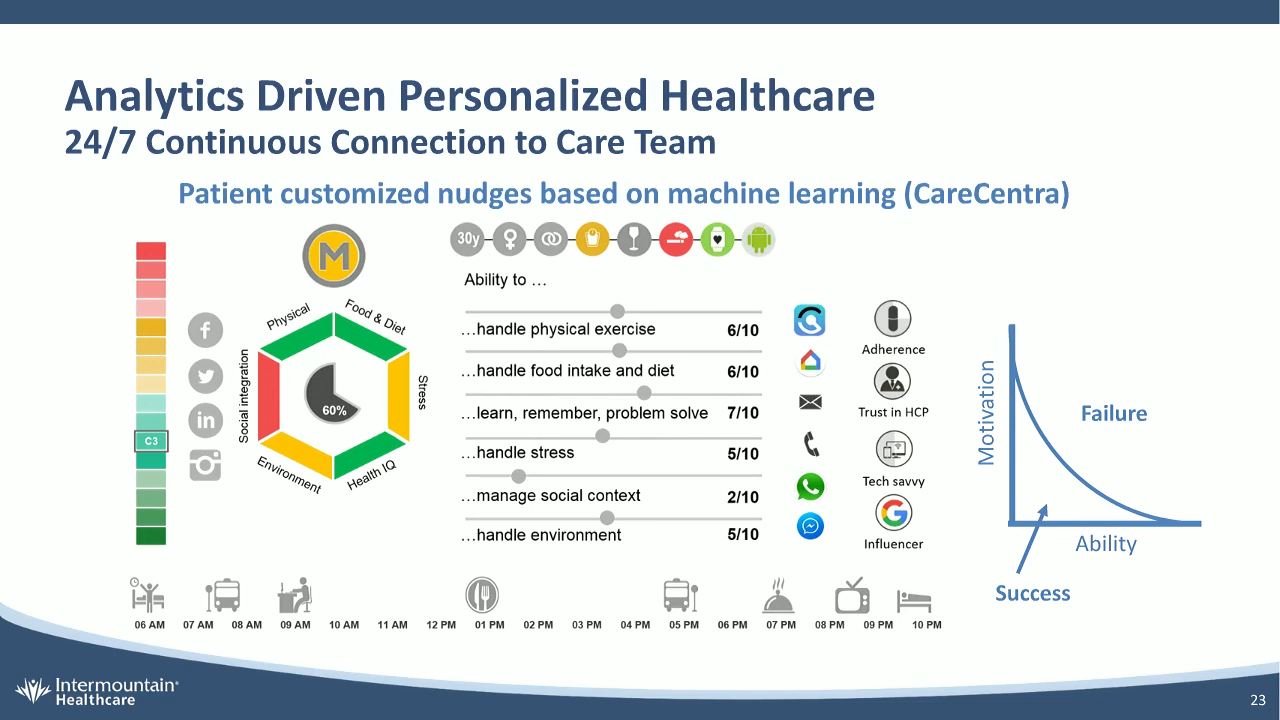 Analytics Driven Personalized Healthcare
24/7 Continuous Connection to Care Team
Patient customized nudges based on machine learning (CareCentra)
C3
M
Physical
Food & Diet
Social integration
Stress
60%
Environment
Health IQ
30y
Ability to …
…handle physical exercise 6/10
…handle food intake and diet 6/10
…learn, remember, problem solve 7/10
…handle stress 5/10
…manage social context 2/10
…handle environment 5/10
Adherence
Trust in HCP
Tech savvy
Influencer
Motivation
Failure
Ability
Success
06 AM 07 AM 08 AM 09 AM 10 AM 11 AM 12 PM 01 PM 02 PM 03 PM 04 PM 05 PM 06 PM 07 PM 08 PM 09 PM 10 PM
Intermountain®
Healthcare
23